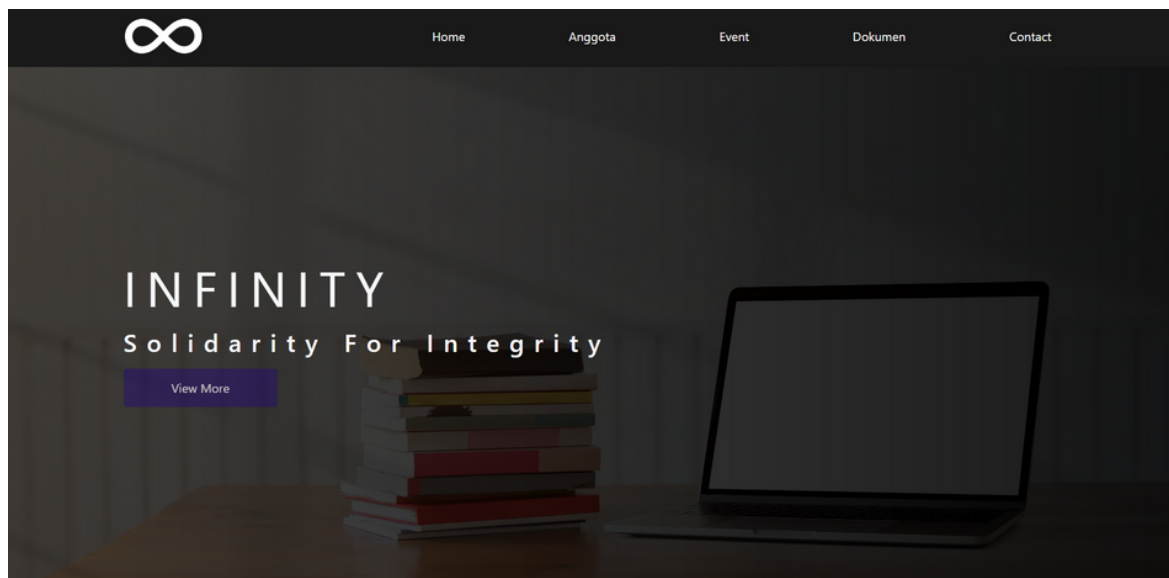 Home Anggota Event Dokumen Contact
INFINITY
Solidarity For Integrity
View More